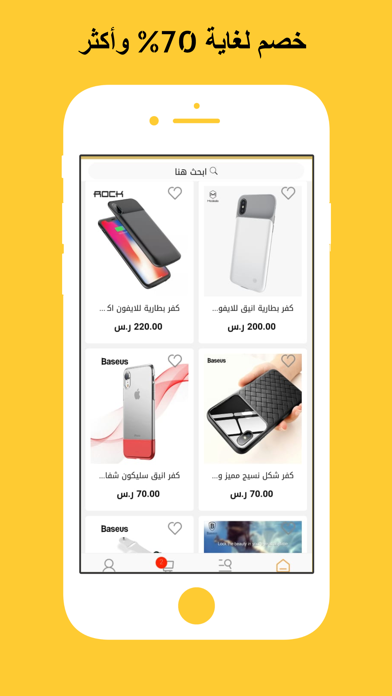 خصم لغاية 70% وأكثر
ابحث هنا
ROCK
كفر بطارية انيق للايفو...
200.00 ر.س
كفر بطارية للايفون اک...
220.00 ر.س
Baseus
Baseus
كفر شكل نسيج مميز و...
70.00 ر.س
كفر انيق سليكون شفا...
70.00 ر.س
Baseus